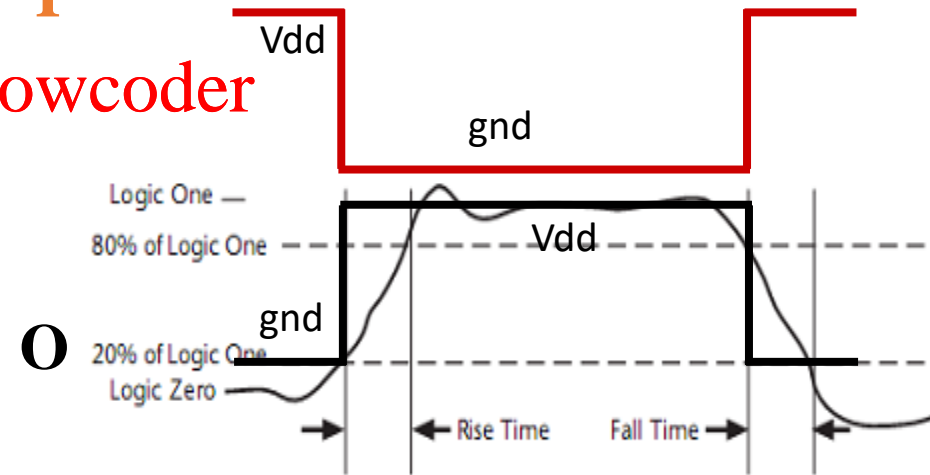 Vdd
owcoder
gnd
Logic One
Vdd
80% of Logic One
gnd
O
20% of Logic One
Logic Zero
Rise Time
Fall Time